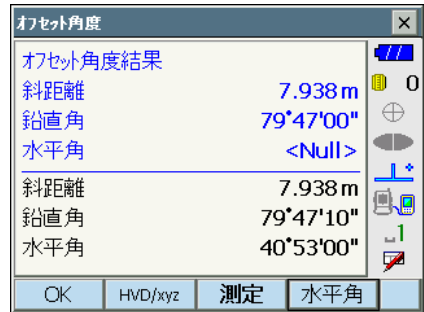 ｵﾌｾｯﾄ角度
ｵﾌｾｯﾄ角度結果
斜距離 7.938 m
鉛直角 79°47'00"
水平角 <Null>
斜距離 7.938 m
鉛直角 79°47'10"
水平角 40°53'00"
0
1
OK HVD/xyz 測定 水平角